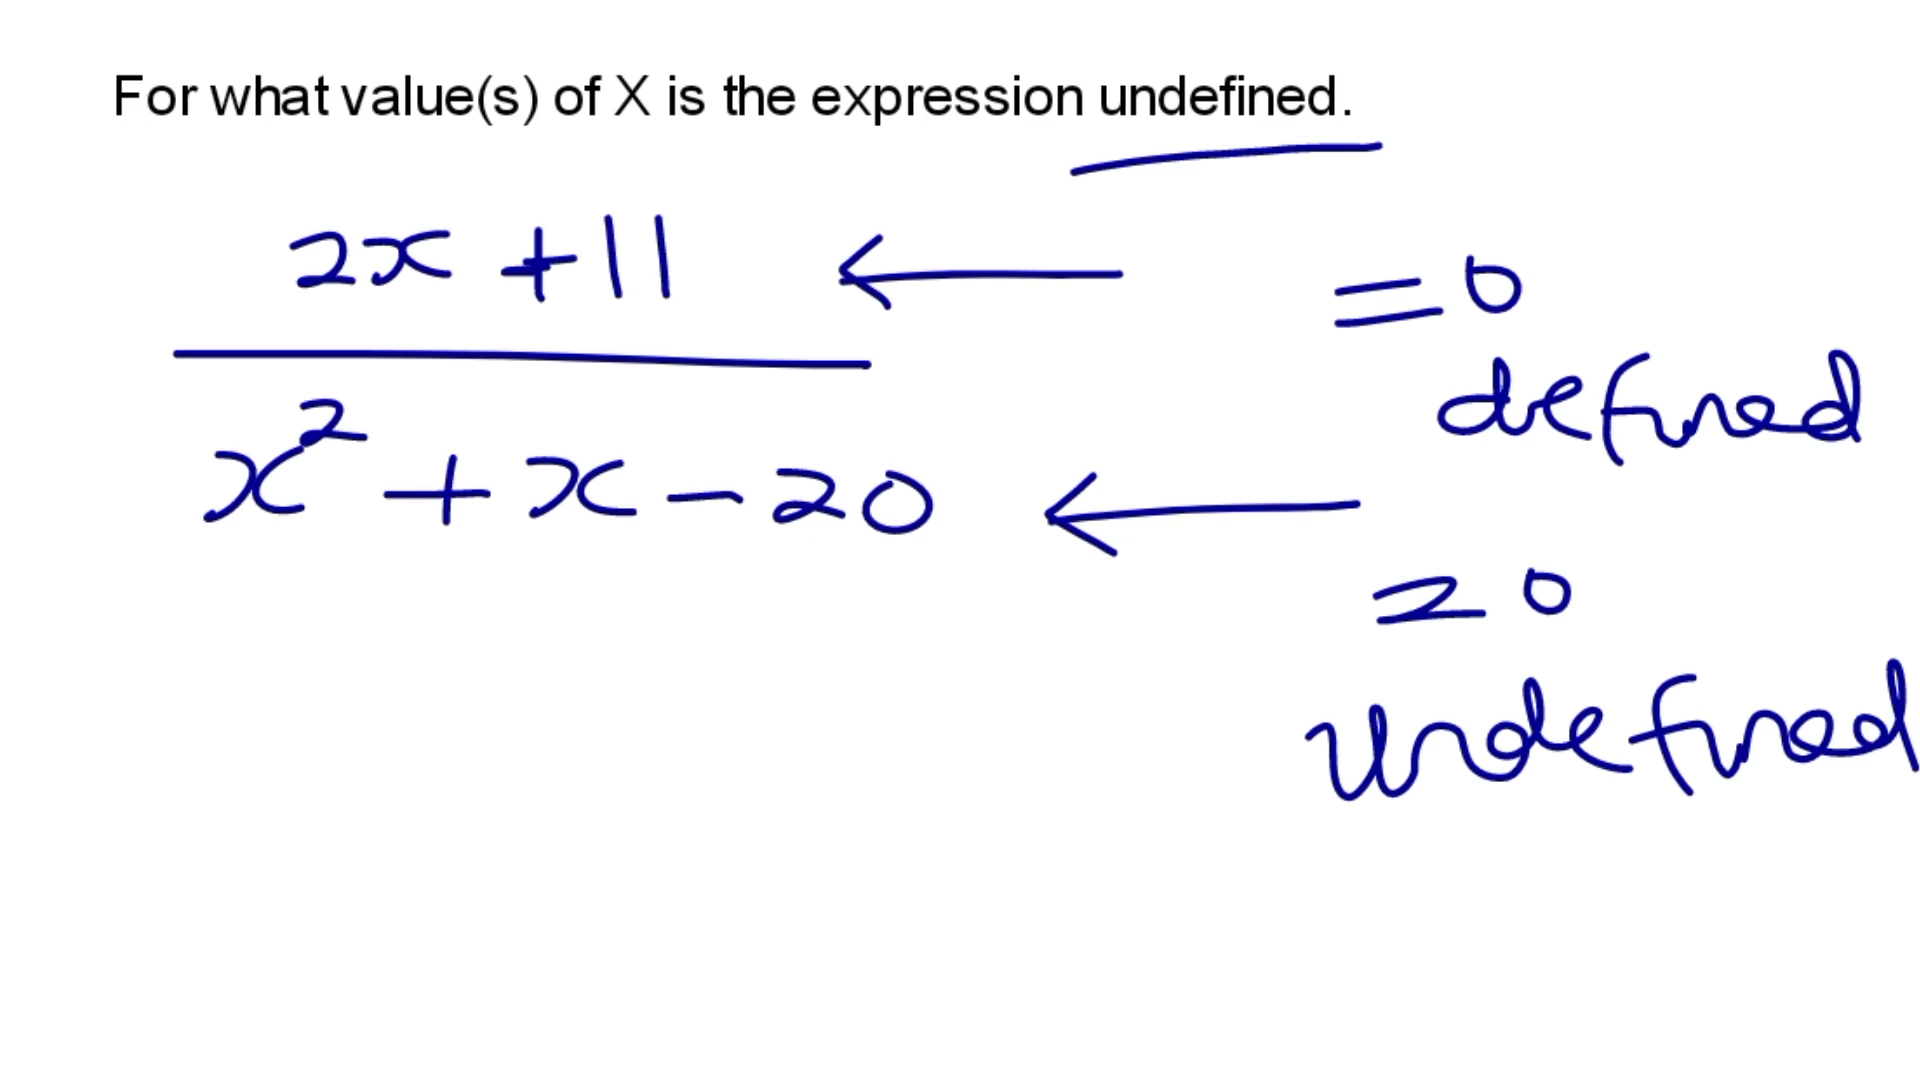 For what value(s) of X is the expression undefined.
2x + 11
= 0
defined
x² + x - 20
= 0
undefined